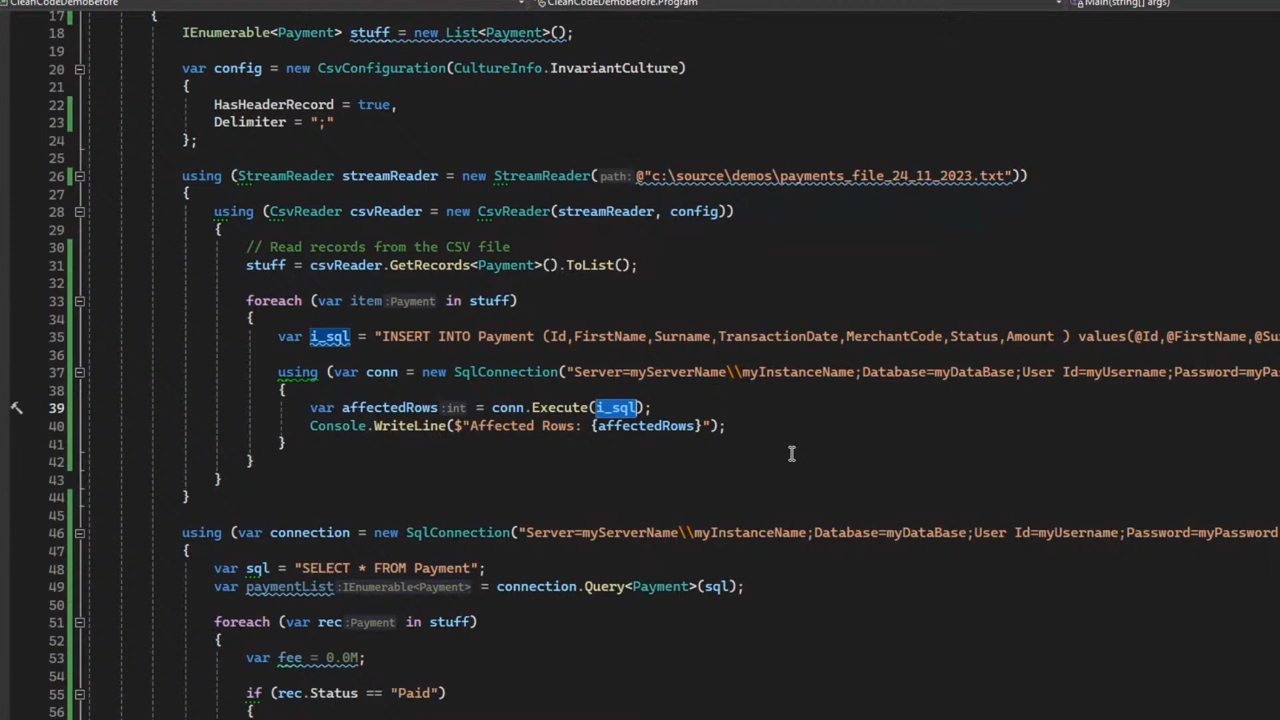 CleanCodeDemoBefore CleanCodeDemoBefore.Program Main(string[] args)
17 {
18 IEnumerable<Payment> stuff = new List<Payment>();
19
20 var config = new CsvConfiguration(CultureInfo.InvariantCulture)
21 {
22 HasHeaderRecord = true,
23 Delimiter = ";"
24 };
25
26 using (StreamReader streamReader = new StreamReader(path:@"c:\source\demos\payments_file_24_11_2023.txt"))
27 {
28 using (CsvReader csvReader = new CsvReader(streamReader, config))
29 {
30 // Read records from the CSV file
31 stuff = csvReader.GetRecords<Payment>().ToList();
32
33 foreach (var item:Payment in stuff)
34 {
35 var i_sql = "INSERT INTO Payment (Id,FirstName,Surname,TransactionDate,MerchantCode,Status,Amount ) values(@Id,@FirstName,@Su
36
37 using (var conn = new SqlConnection("Server=myServerName\\myInstanceName;Database=myDataBase;User Id=myUsername;Password=myPas
38 {
39 var affectedRows:int = conn.Execute(i_sql);
40 Console.WriteLine($"Affected Rows: {affectedRows}");
41 }
42 }
43 }
44 }
45
46 using (var connection = new SqlConnection("Server=myServerName\\myInstanceName;Database=myDataBase;User Id=myUsername;Password=myPassword
47 {
48 var sql = "SELECT * FROM Payment";
49 var paymentList:IEnumerable<Payment> = connection.Query<Payment>(sql);
50
51 foreach (var rec:Payment in stuff)
52 {
53 var fee = 0.0M;
54
55 if (rec.Status == "Paid")
56 {